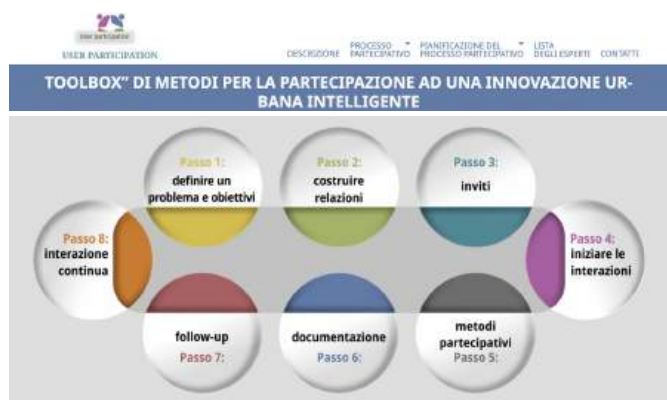 User participation
USER PARTICIPATION
DESCRIZIONE
PROCESSO PARTECIPATIVO
PIANIFICAZIONE DEL PROCESSO PARTECIPATIVO
LISTA DEGLI ESPERTI
CONTATTI
TOOLBOX” DI METODI PER LA PARTECIPAZIONE AD UNA INNOVAZIONE UR-
BANA INTELLIGENTE
Passo 1:
definire un
problema e obiettivi
Passo 2:
costruire
relazioni
Passo 3:
inviti
Passo 4:
iniziare le
interazioni
metodi
partecipativi
Passo 5:
documentazione
Passo 6:
follow-up
Passo 7:
Passo 8:
interazione
continua